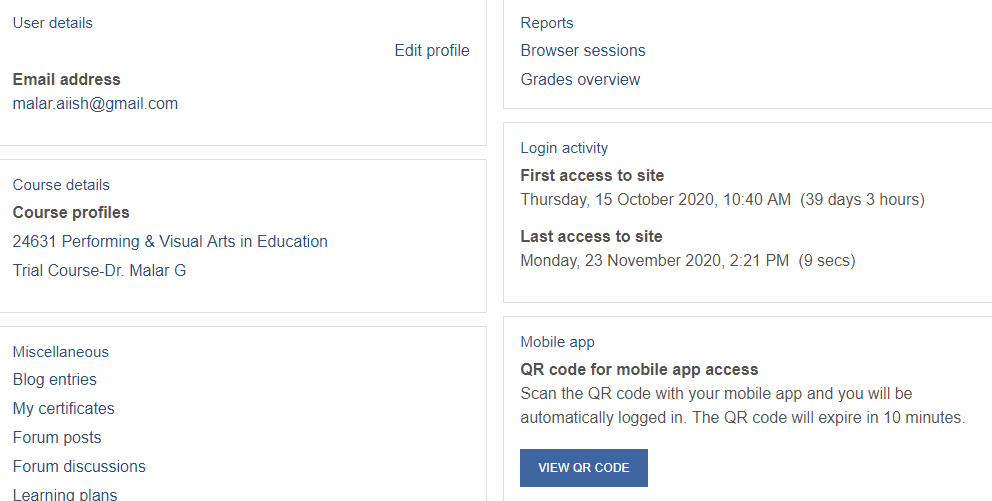 User details
Edit profile
Email address
malar.aiish@gmail.com
Course details
Course profiles
24631 Performing & Visual Arts in Education
Trial Course-Dr. Malar G
Miscellaneous
Blog entries
My certificates
Forum posts
Forum discussions
Learning plans
Reports
Browser sessions
Grades overview
Login activity
First access to site
Thursday, 15 October 2020, 10:40 AM  (39 days 3 hours)
Last access to site
Monday, 23 November 2020, 2:21 PM  (9 secs)
Mobile app
QR code for mobile app access
Scan the QR code with your mobile app and you will be
automatically logged in. The QR code will expire in 10 minutes.
VIEW QR CODE